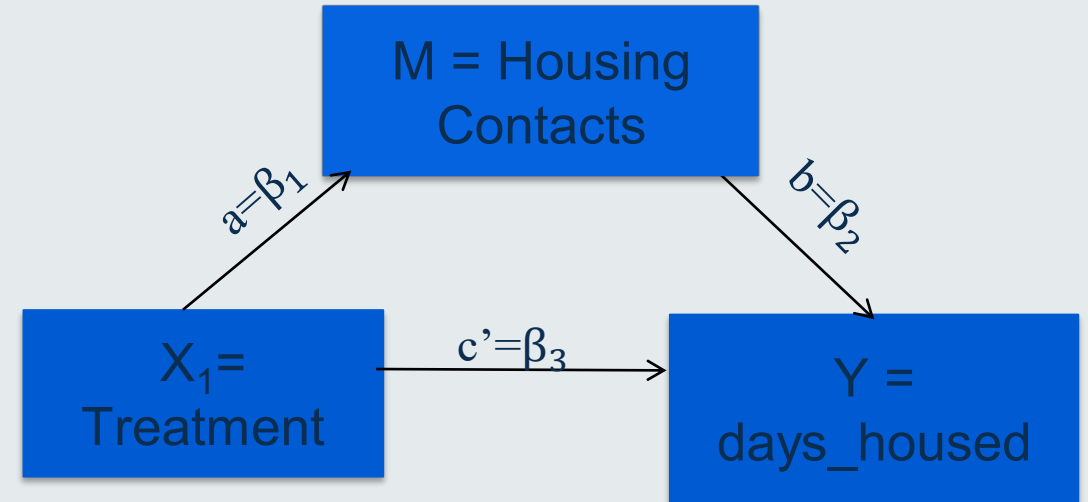 M = Housing
Contacts
a=β₁
b=β₂
c’=β₃
X₁=
Treatment
Y =
days_housed